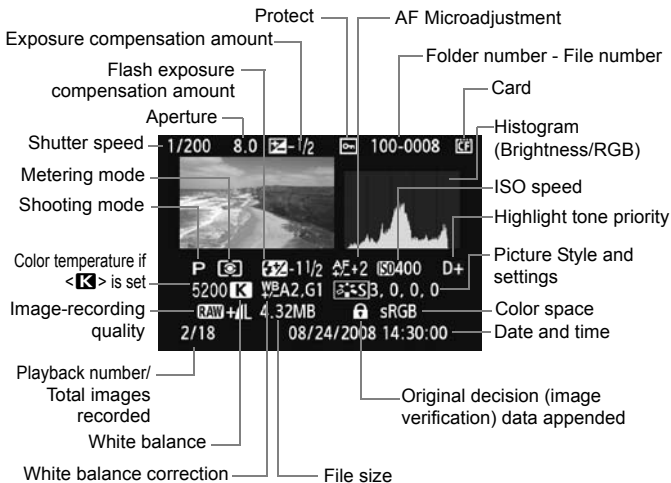 Protect
AF Microadjustment
Exposure compensation amount
Folder number - File number
Flash exposure
compensation amount
Card
Aperture
Histogram
(Brightness/RGB)
Shutter speed
1/200 8.0 -1/2 100-0008 CF
Metering mode
ISO speed
Shooting mode
Highlight tone priority
P -1 1/2 AF+2 ISO400 D+
Color temperature if
<K> is set
Picture Style and
settings
5200 K WB A2,G1 S 3, 0, 0, 0
Image-recording
quality
RAW+L 4.32MB sRGB
Color space
2/18 08/24/2008 14:30:00
Date and time
Playback number/
Total images
recorded
Original decision (image
verification) data appended
White balance
White balance correction
File size